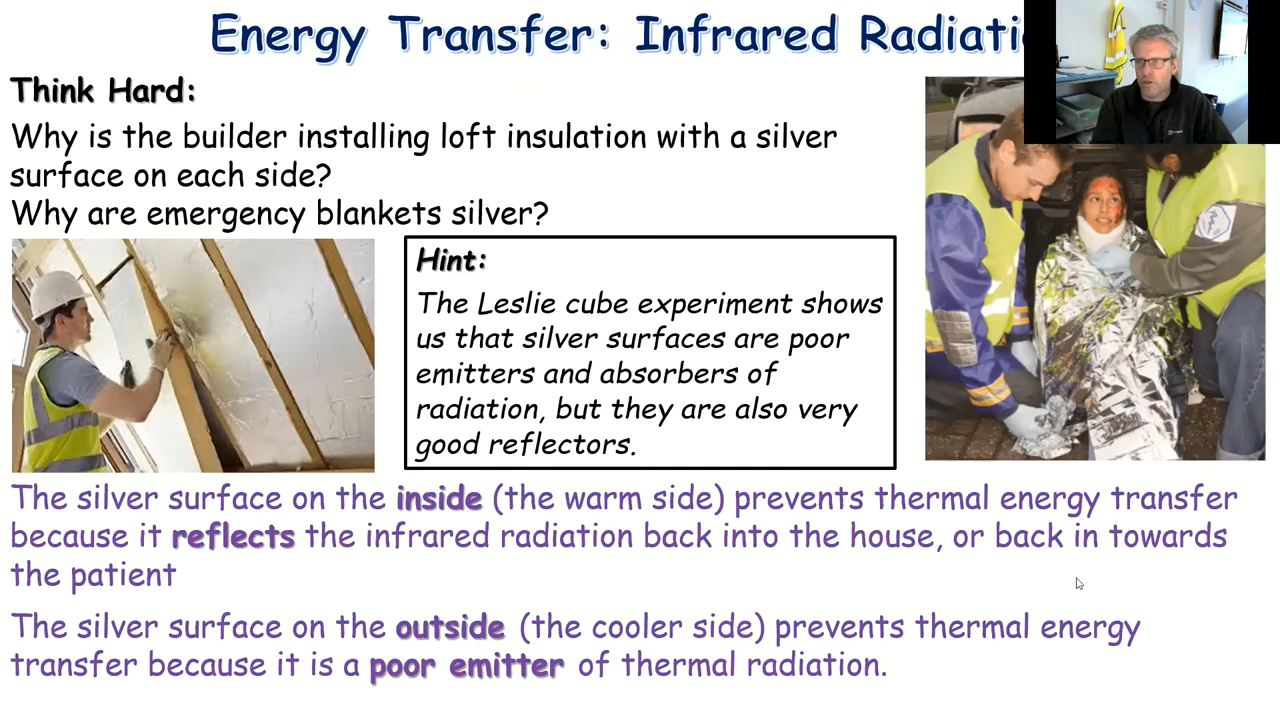 Energy Transfer: Infrared
Think Hard:
Why is the builder installing loft insulation with a silver
surface on each side?
Why are emergency blankets silver?
Hint:
The Leslie cube experiment shows
us that silver surfaces are poor
emitters and absorbers of
radiation, but they are also very
good reflectors.
The silver surface on the inside (the warm side) prevents thermal energy transfer
because it reflects the infrared radiation back into the house, or back in towards
the patient
The silver surface on the outside (the cooler side) prevents thermal energy
transfer because it is a poor emitter of thermal radiation.